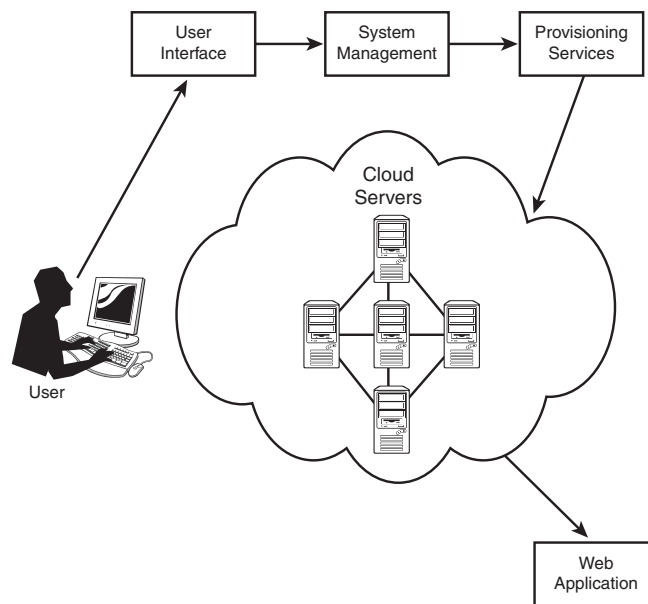 User
Interface
System
Management
Provisioning
Services
Cloud
Servers
User
Web
Application